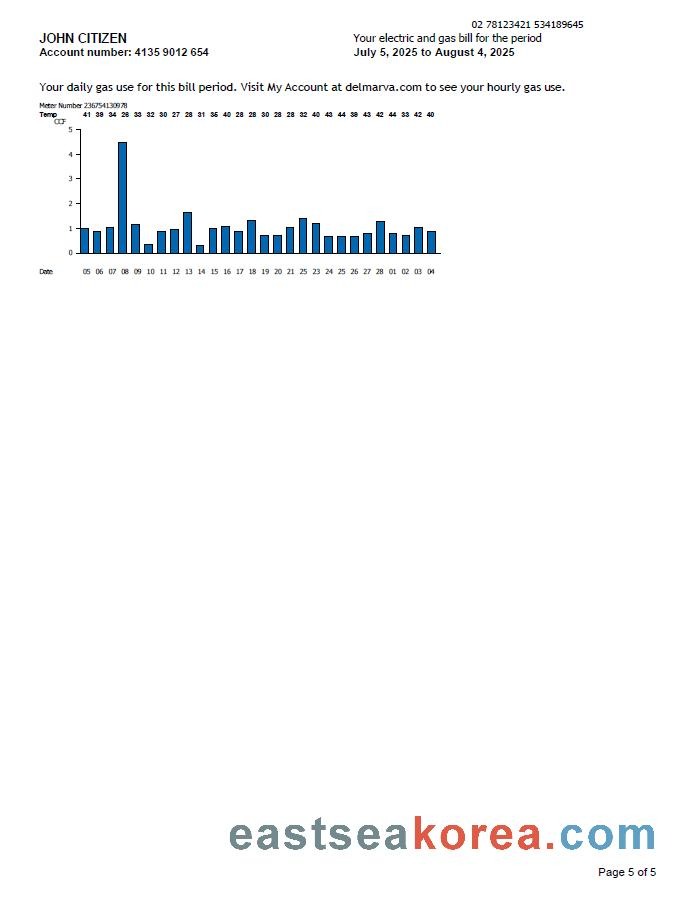 02 78123421 534189645
JOHN CITIZEN
Your electric and gas bill for the period
Account number: 4135 9012 654
July 5, 2025 to August 4, 2025
Your daily gas use for this bill period. Visit My Account at delmarva.com to see your hourly gas use.
Meter Number 236754130978
Temp 41 39 34 26 33 32 30 27 28 31 35 40 28 28 30 28 28 32 40 43 44 39 43 42 44 33 42 40
CCF
5
4
3
2
1
0
Date 05 06 07 08 09 10 11 12 13 14 15 16 17 18 19 20 21 25 23 24 25 26 27 28 01 02 03 04
eastseakorea.com
Page 5 of 5